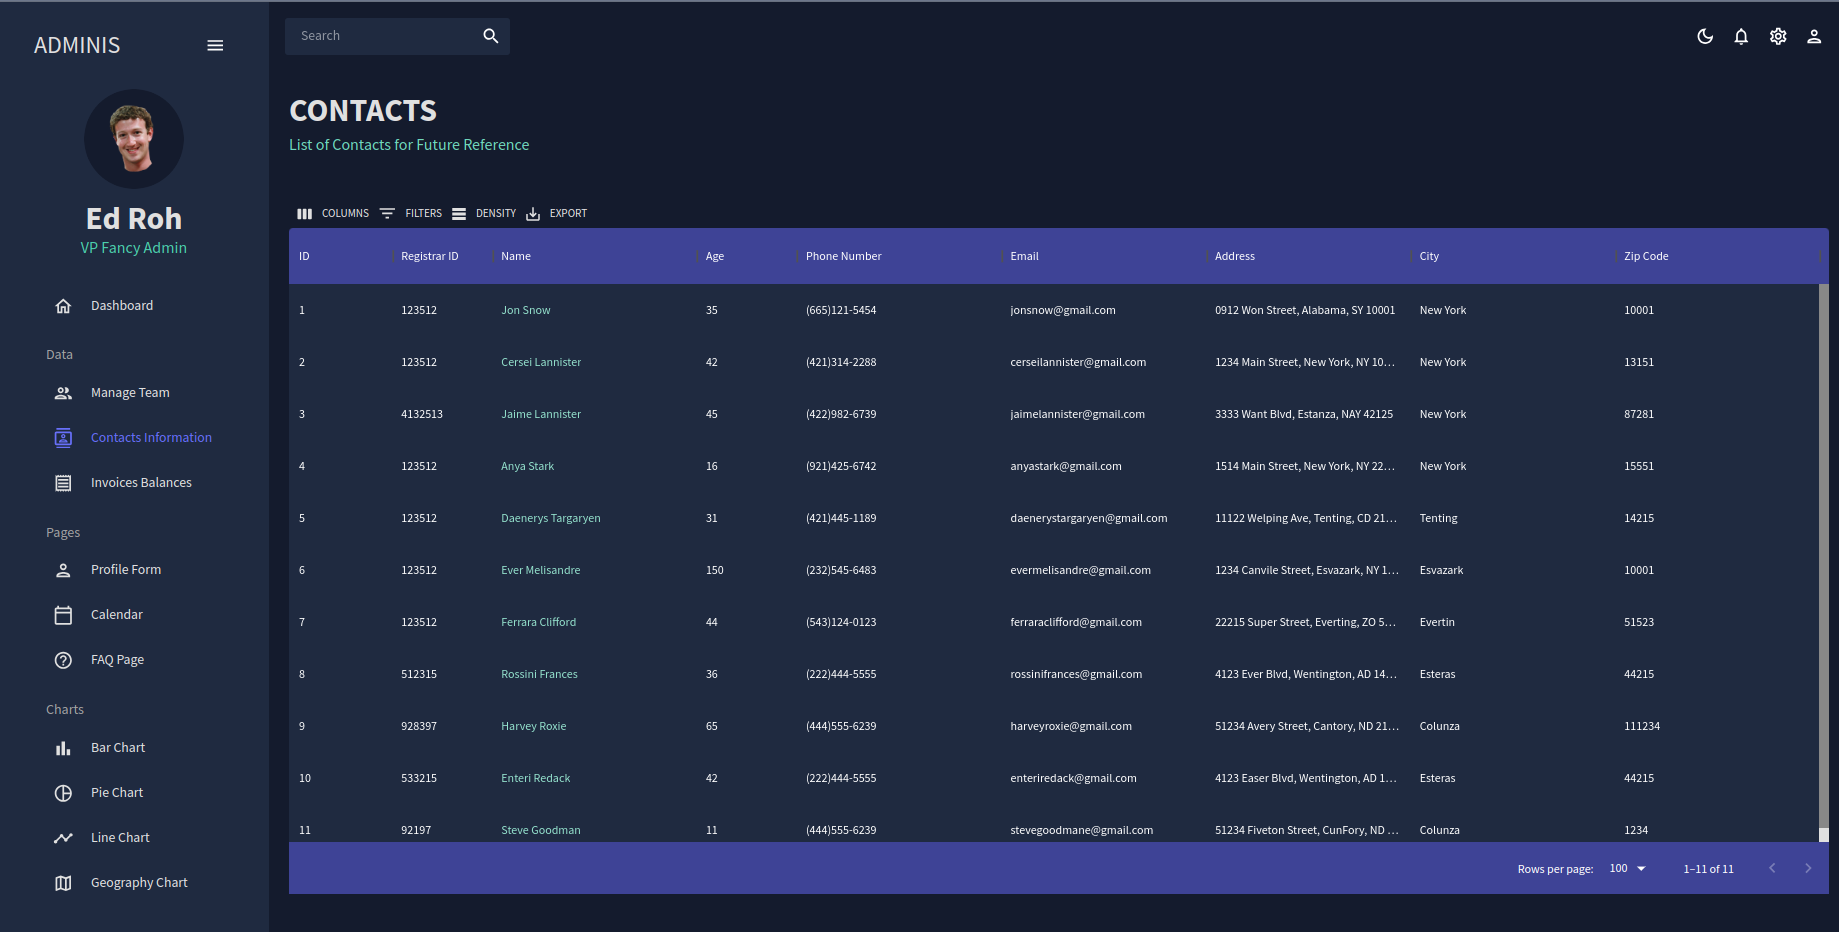 ADMINIS
Search
Ed Roh
VP Fancy Admin
Dashboard
Data
Manage Team
Contacts Information
Invoices Balances
Pages
Profile Form
Calendar
FAQ Page
Charts
Bar Chart
Pie Chart
Line Chart
Geography Chart
CONTACTS
List of Contacts for Future Reference
COLUMNS FILTERS DENSITY EXPORT
ID Registrar ID Name Age Phone Number Email Address City Zip Code
1 123512 Jon Snow 35 (665)121-5454 jonsnow@gmail.com 0912 Won Street, Alabama, SY 10001 New York 10001
2 123512 Cersei Lannister 42 (421)314-2288 cerseilannister@gmail.com 1234 Main Street, New York, NY 10… New York 13151
3 4132513 Jaime Lannister 45 (422)982-6739 jaimelannister@gmail.com 3333 Want Blvd, Estanza, NAY 42125 New York 87281
4 123512 Anya Stark 16 (921)425-6742 anyastark@gmail.com 1514 Main Street, New York, NY 22… New York 15551
5 123512 Daenerys Targaryen 31 (421)445-1189 daenerystargaryen@gmail.com 11122 Welping Ave, Tenting, CD 21… Tenting 14215
6 123512 Ever Melisandre 150 (232)545-6483 evermelisandre@gmail.com 1234 Canvile Street, Esvazark, NY 1… Esvazark 10001
7 123512 Ferrara Clifford 44 (543)124-0123 ferraraclifford@gmail.com 22215 Super Street, Everting, ZO 5… Evertin 51523
8 512315 Rossini Frances 36 (222)444-5555 rossinifrances@gmail.com 4123 Ever Blvd, Wentington, AD 14… Esteras 44215
9 928397 Harvey Roxie 65 (444)555-6239 harveyroxie@gmail.com 51234 Avery Street, Cantory, ND 21… Colunza 111234
10 533215 Enteri Redack 42 (222)444-5555 enteriredack@gmail.com 4123 Easer Blvd, Wentington, AD 1… Esteras 44215
11 92197 Steve Goodman 11 (444)555-6239 stevegoodmane@gmail.com 51234 Fiveton Street, CunFory, ND … Colunza 1234
Rows per page: 100 1–11 of 11